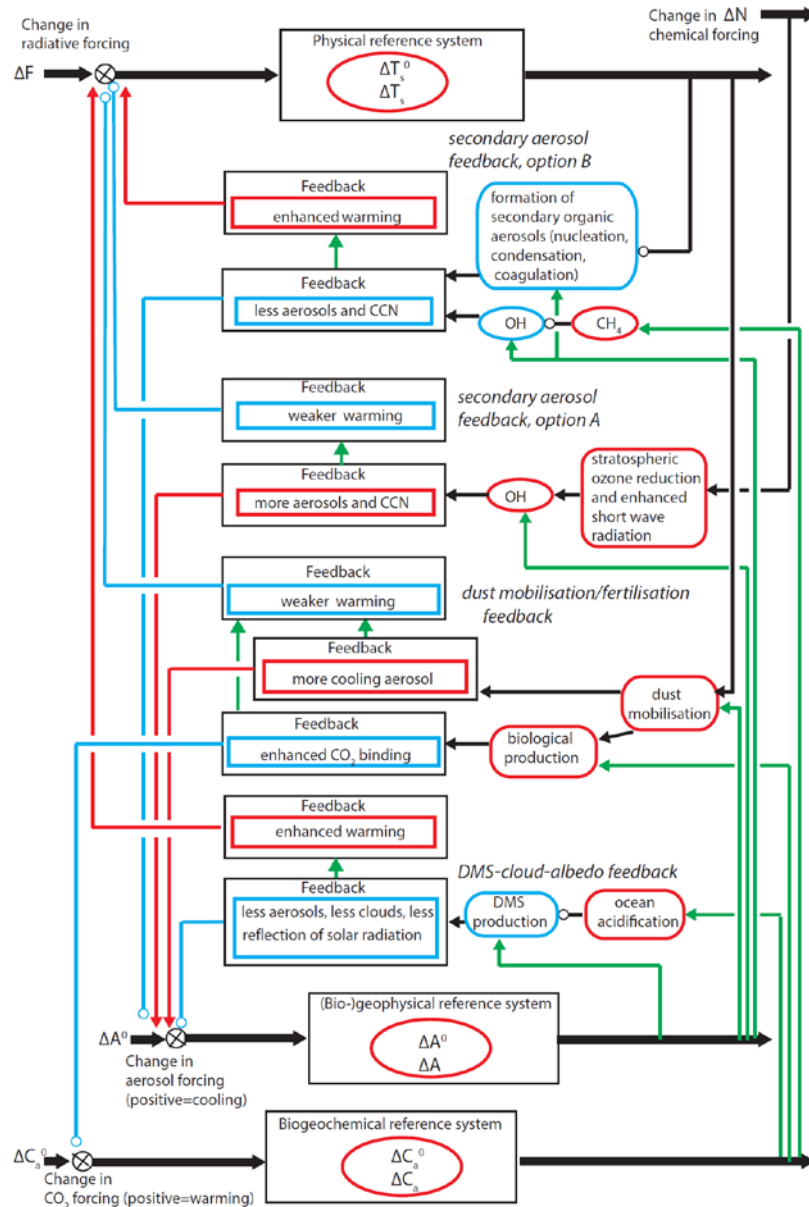 Change in
radiative forcing
ΔF
Physical reference system
ΔTₛ⁰
ΔTₛ
Change in ΔN
chemical forcing
secondary aerosol
feedback, option B
Feedback
enhanced warming
formation of
secondary organic
aerosols (nucleation,
condensation,
coagulation)
Feedback
less aerosols and CCN
OH
CH₄
Feedback
weaker warming
secondary aerosol
feedback, option A
Feedback
more aerosols and CCN
OH
stratospheric
ozone reduction
and enhanced
short wave
radiation
Feedback
weaker warming
dust mobilisation/fertilisation
feedback
Feedback
more cooling aerosol
dust
mobilisation
Feedback
enhanced CO₂ binding
biological
production
Feedback
enhanced warming
DMS-cloud-albedo feedback
Feedback
less aerosols, less clouds, less
reflection of solar radiation
DMS
production
ocean
acidification
(Bio-)geophysical reference system
ΔA⁰
ΔA⁰
ΔA
Change in
aerosol forcing
(positive=cooling)
Biogeochemical reference system
ΔCₐ⁰
ΔCₐ⁰
ΔCₐ
Change in
CO₂ forcing (positive=warming)